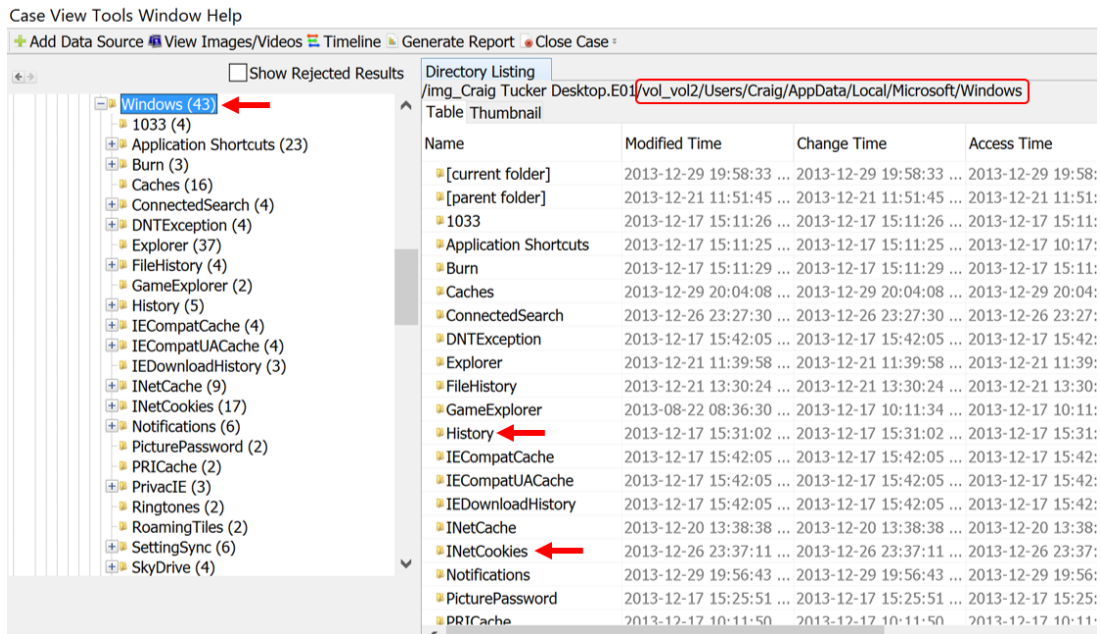 Case View Tools Window Help
Add Data Source View Images/Videos Timeline Generate Report Close Case
Show Rejected Results
Windows (43)
1033 (4)
Application Shortcuts (23)
Burn (3)
Caches (16)
ConnectedSearch (4)
DNTException (4)
Explorer (37)
FileHistory (4)
GameExplorer (2)
History (5)
IECompatCache (4)
IECompatUACache (4)
IEDownloadHistory (3)
INetCache (9)
INetCookies (17)
Notifications (6)
PicturePassword (2)
PRICache (2)
PrivacIE (3)
Ringtones (2)
RoamingTiles (2)
SettingSync (6)
SkyDrive (4)
Directory Listing
/img_Craig Tucker Desktop.E01/vol_vol2/Users/Craig/AppData/Local/Microsoft/Windows
Table Thumbnail
Name Modified Time Change Time Access Time
[current folder] 2013-12-29 19:58:33 ... 2013-12-29 19:58:33 ... 2013-12-29 19:58:
[parent folder] 2013-12-21 11:51:45 ... 2013-12-21 11:51:45 ... 2013-12-21 11:51:
1033 2013-12-17 15:11:26 ... 2013-12-17 15:11:26 ... 2013-12-17 15:11:
Application Shortcuts 2013-12-17 15:11:25 ... 2013-12-17 15:11:25 ... 2013-12-17 10:17:
Burn 2013-12-17 15:11:29 ... 2013-12-17 15:11:29 ... 2013-12-17 15:11:
Caches 2013-12-29 20:04:08 ... 2013-12-29 20:04:08 ... 2013-12-29 20:04:
ConnectedSearch 2013-12-26 23:27:30 ... 2013-12-26 23:27:30 ... 2013-12-26 23:27:
DNTException 2013-12-17 15:42:05 ... 2013-12-17 15:42:05 ... 2013-12-17 15:42:
Explorer 2013-12-21 11:39:58 ... 2013-12-21 11:39:58 ... 2013-12-21 11:39:
FileHistory 2013-12-21 13:30:24 ... 2013-12-21 13:30:24 ... 2013-12-21 13:30:
GameExplorer 2013-08-22 08:36:30 ... 2013-12-17 10:11:34 ... 2013-12-17 10:11:
History 2013-12-17 15:31:02 ... 2013-12-17 15:31:02 ... 2013-12-17 15:31:
IECompatCache 2013-12-17 15:42:05 ... 2013-12-17 15:42:05 ... 2013-12-17 15:42:
IECompatUACache 2013-12-17 15:42:05 ... 2013-12-17 15:42:05 ... 2013-12-17 15:42:
IEDownloadHistory 2013-12-17 15:42:05 ... 2013-12-17 15:42:05 ... 2013-12-17 15:42:
INetCache 2013-12-20 13:38:38 ... 2013-12-20 13:38:38 ... 2013-12-20 13:38:
INetCookies 2013-12-26 23:37:11 ... 2013-12-26 23:37:11 ... 2013-12-26 23:37:
Notifications 2013-12-29 19:56:43 ... 2013-12-29 19:56:43 ... 2013-12-29 19:56:
PicturePassword 2013-12-17 15:25:51 ... 2013-12-17 15:25:51 ... 2013-12-17 15:25:
PRICache 2013-12-17 10:11:50 2013-12-17 10:11:50 2013-12-17 10:11: